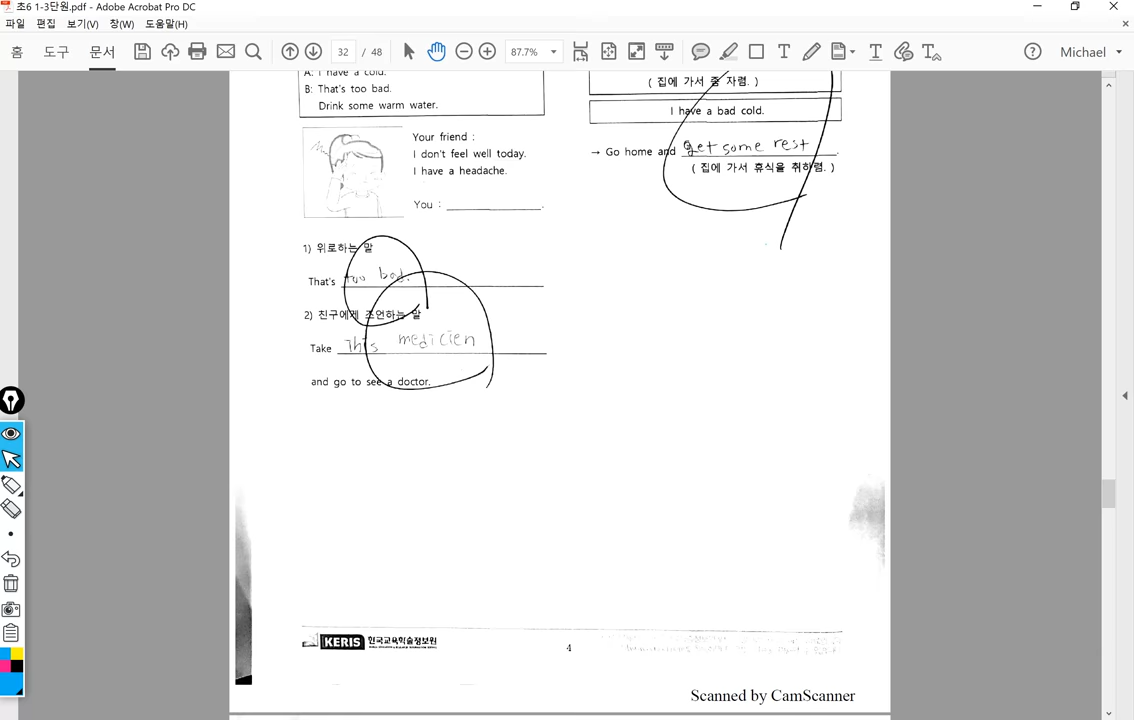 초6 1-3단원.pdf - Adobe Acrobat Pro DC
파일 편집 보기(V) 창(W) 도움말(H)
홈 도구 문서 32 / 48 87.7% Michael
A: I have a cold.
B: That's too bad.
Drink some warm water.
Your friend :
I don't feel well today.
I have a headache.
You :
1) 위로하는 말
That's too bad.
2) 친구에게 조언하는 말
Take this medicien
and go to see a doctor.
( 집에 가서 좀 자렴. )
I have a bad cold.
→ Go home and get some rest.
( 집에 가서 휴식을 취하렴. )
KERIS 한국교육학술정보원
4
Scanned by CamScanner